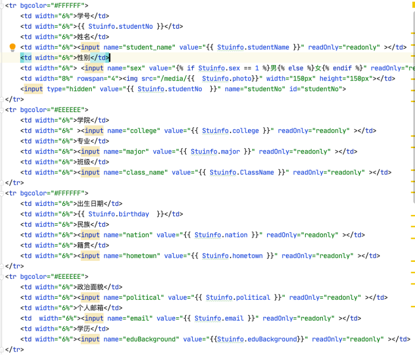 <tr bgcolor="#FFFFFF">
<td width="6%">学号</td>
<td width="6%">{{ Stuinfo.studentNo }}</td>
<td width="6%">姓名</td>
<td width="6%"><input name="student_name" value="{{ Stuinfo.studentName }}" readOnly="readonly" ></td>
<td width="6%">性别</td>
<td width="6%"> <input name="sex" value="{% if Stuinfo.sex == 1 %}男{% else %}女{% endif %}" readOnly="re
<td width="8%" rowspan="4"><img src="/media/{{  Stuinfo.photo}}" width="150px" height="150px"></td>
<input type="hidden" value="{{ Stuinfo.studentNo  }}" name="studentNo" id="studentNo">
</tr>
<tr bgcolor="#EEEEEE">
<td width="6%">学院</td>
<td width="6%" ><input name="college" value="{{ Stuinfo.college }}" readOnly="readonly" ></td>
<td width="6%">专业</td>
<td width="6%"><input name="major" value="{{ Stuinfo.major }}" readOnly="readonly" ></td>
<td width="6%">班级</td>
<td width="6%"><input name="class_name" value="{{ Stuinfo.ClassName }}" readOnly="readonly" ></td>
</tr>
<tr bgcolor="#FFFFFF">
<td width="6%">出生日期</td>
<td width="6%">{{ Stuinfo.birthday  }}</td>
<td width="6%">民族</td>
<td width="6%"><input name="nation" value="{{ Stuinfo.nation }}" readOnly="readonly" ></td>
<td width="6%">籍贯</td>
<td width="6%"><input name="hometown" value="{{ Stuinfo.hometown }}" readOnly="readonly" ></td>
</tr>
<tr bgcolor="#EEEEEE">
<td width="6%">政治面貌</td>
<td width="6%"><input name="political" value="{{ Stuinfo.political }}" readOnly="readonly" ></td>
<td width="6%">个人邮箱</td>
<td  width="6%"><input name="email" value="{{ Stuinfo.email }}" readOnly="readonly" ></td>
<td width="6%">学历</td>
<td width="6%"><input name="eduBackground" value="{{Stuinfo.eduBackground}}" readOnly="readonly" ></td>
</tr>